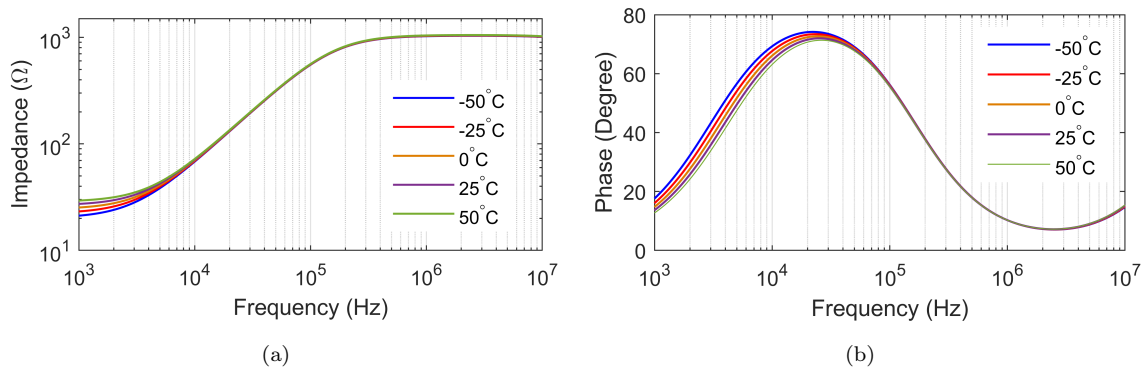 10^3
10^2
10^1
Impedance (Ω)
-50°C
-25°C
0°C
25°C
50°C
10^3 10^4 10^5 10^6 10^7
Frequency (Hz)
(a)
80
60
40
20
0
Phase (Degree)
-50°C
-25°C
0°C
25°C
50°C
10^3 10^4 10^5 10^6 10^7
Frequency (Hz)
(b)